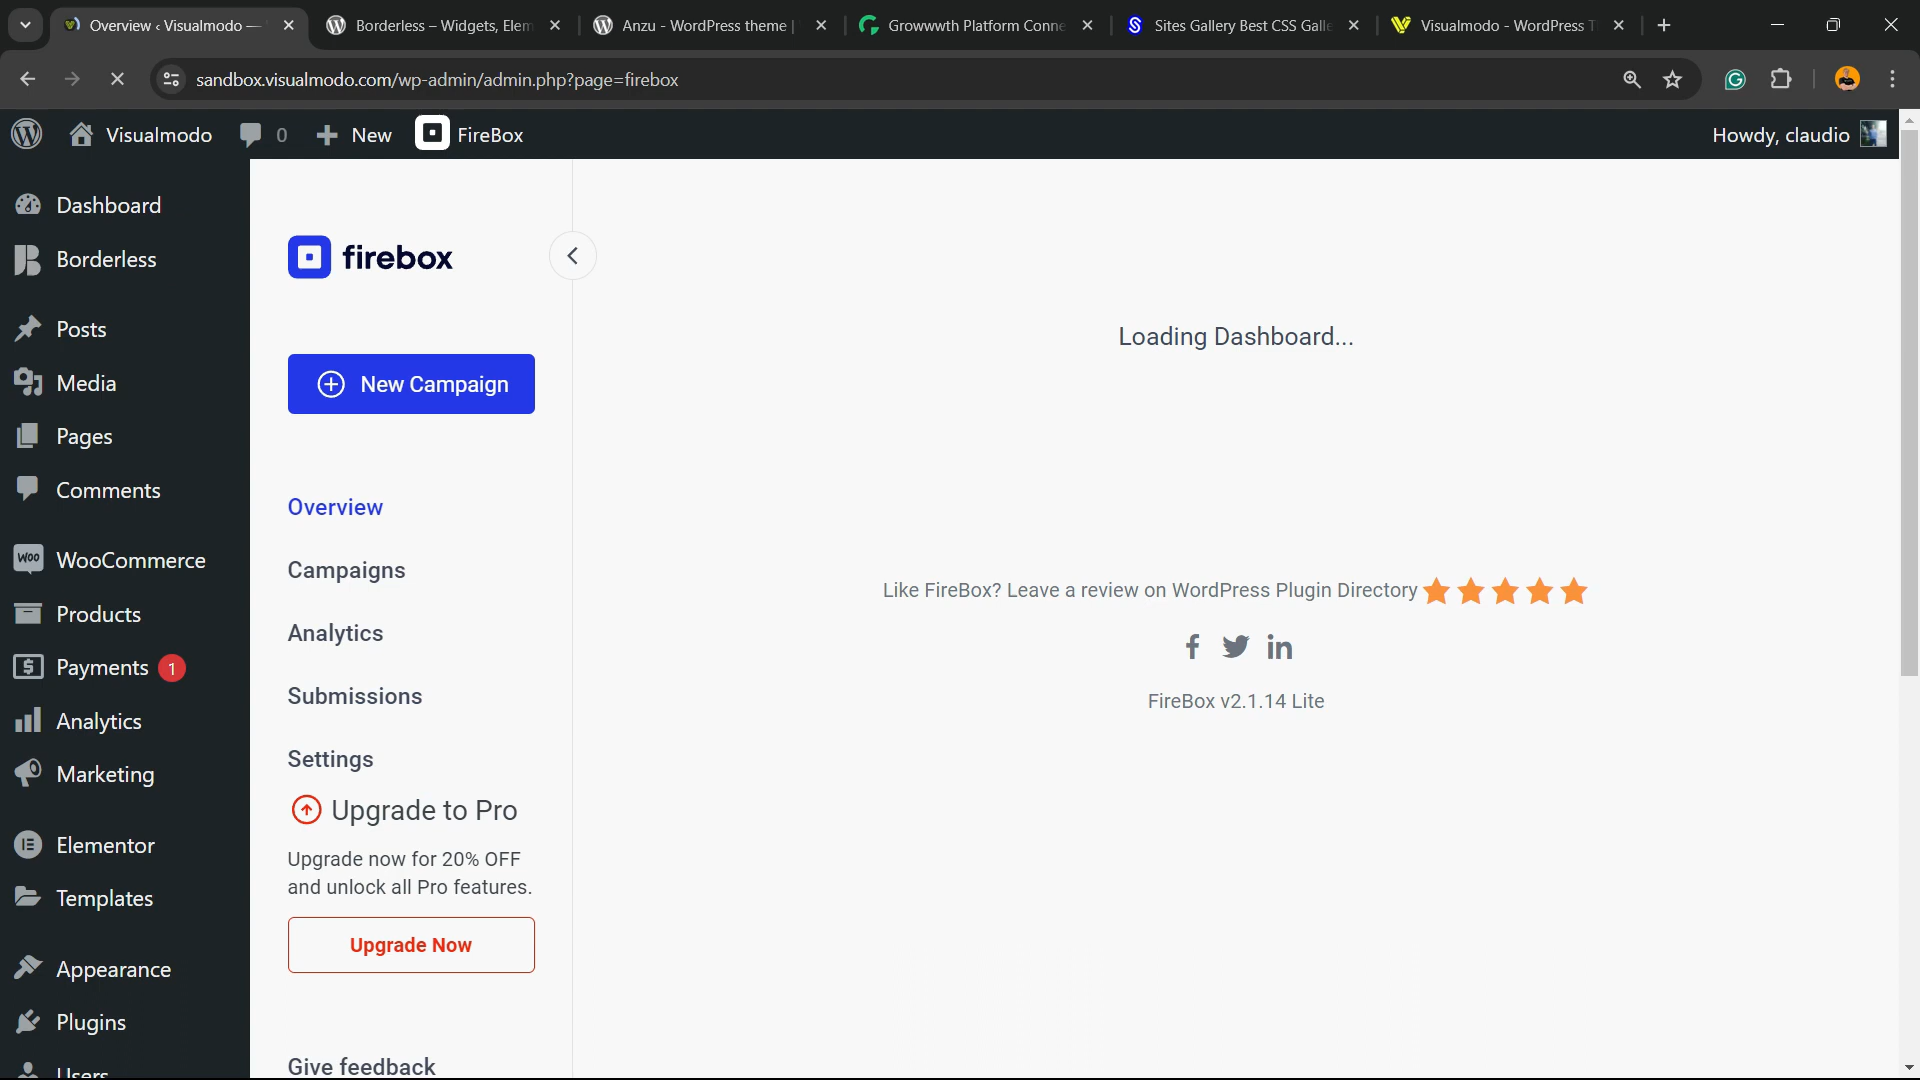 Overview ‹ Visualmodo —
Borderless – Widgets, Elem
Anzu - WordPress theme |
Growwwth Platform Conne
Sites Gallery Best CSS Galle
Visualmodo - WordPress T
sandbox.visualmodo.com/wp-admin/admin.php?page=firebox
Visualmodo
0
New
FireBox
Howdy, claudio
Dashboard
Borderless
Posts
Media
Pages
Comments
WOO
WooCommerce
Products
Payments 1
Analytics
Marketing
Elementor
Templates
Appearance
Plugins
Users
firebox
New Campaign
Overview
Campaigns
Analytics
Submissions
Settings
Upgrade to Pro
Upgrade now for 20% OFF
and unlock all Pro features.
Upgrade Now
Give feedback
Loading Dashboard...
Like FireBox? Leave a review on WordPress Plugin Directory
FireBox v2.1.14 Lite